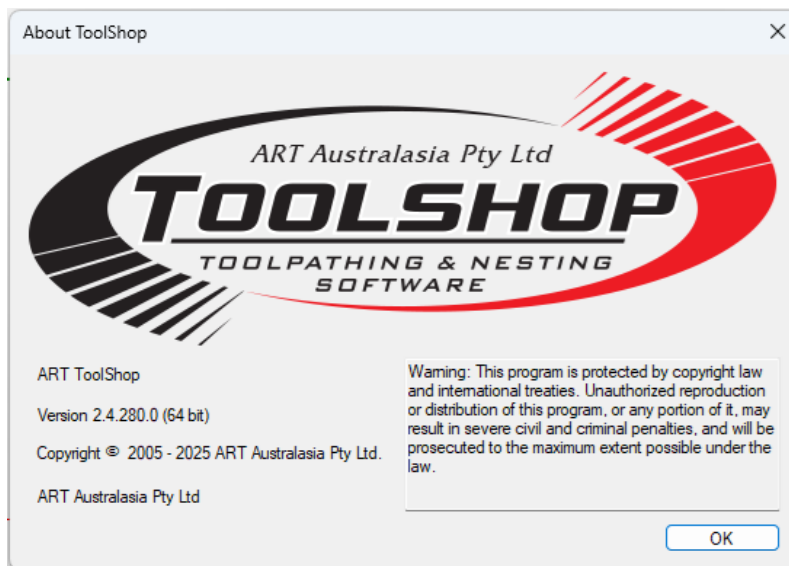 About ToolShop
ART Australasia Pty Ltd
TOOLSHOP
TOOLPATHING & NESTING
SOFTWARE
ART ToolShop
Version 2.4.280.0 (64 bit)
Copyright © 2005 - 2025 ART Australasia Pty Ltd.
ART Australasia Pty Ltd
Warning: This program is protected by copyright law
and international treaties. Unauthorized reproduction
or distribution of this program, or any portion of it, may
result in severe civil and criminal penalties, and will be
prosecuted to the maximum extent possible under the
law.
OK